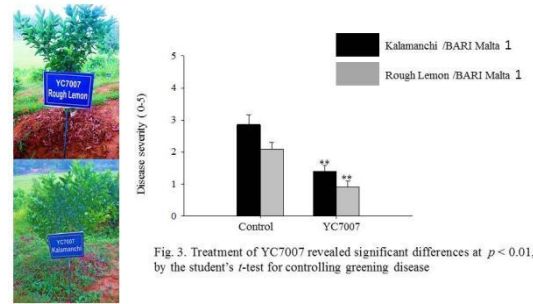 YC7007
Rough Lemon
YC7007
Kalamanchi
Disease severity ( 0-5)
5
4
3
2
1
0
**
**
Control
YC7007
Kalamanchi /BARI Malta 1
Rough Lemon/BARI Malta 1
Fig. 3. Treatment of YC7007 revealed significant differences at p < 0.01,
by the student's t-test for controlling greening disease